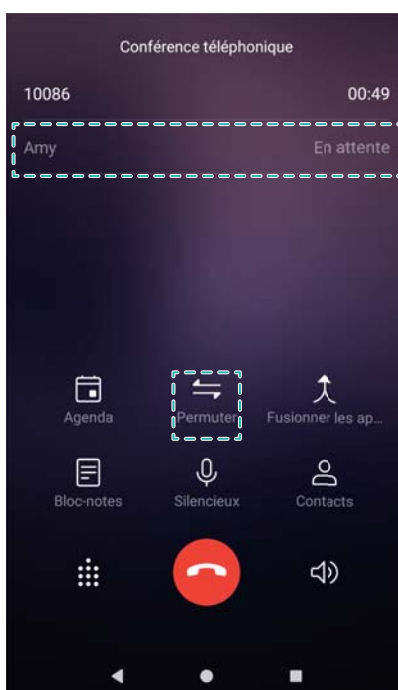 Conférence téléphonique
10086 00:49
Amy En attente
Agenda Permuter Fusionner les ap...
Bloc-notes Silencieux Contacts